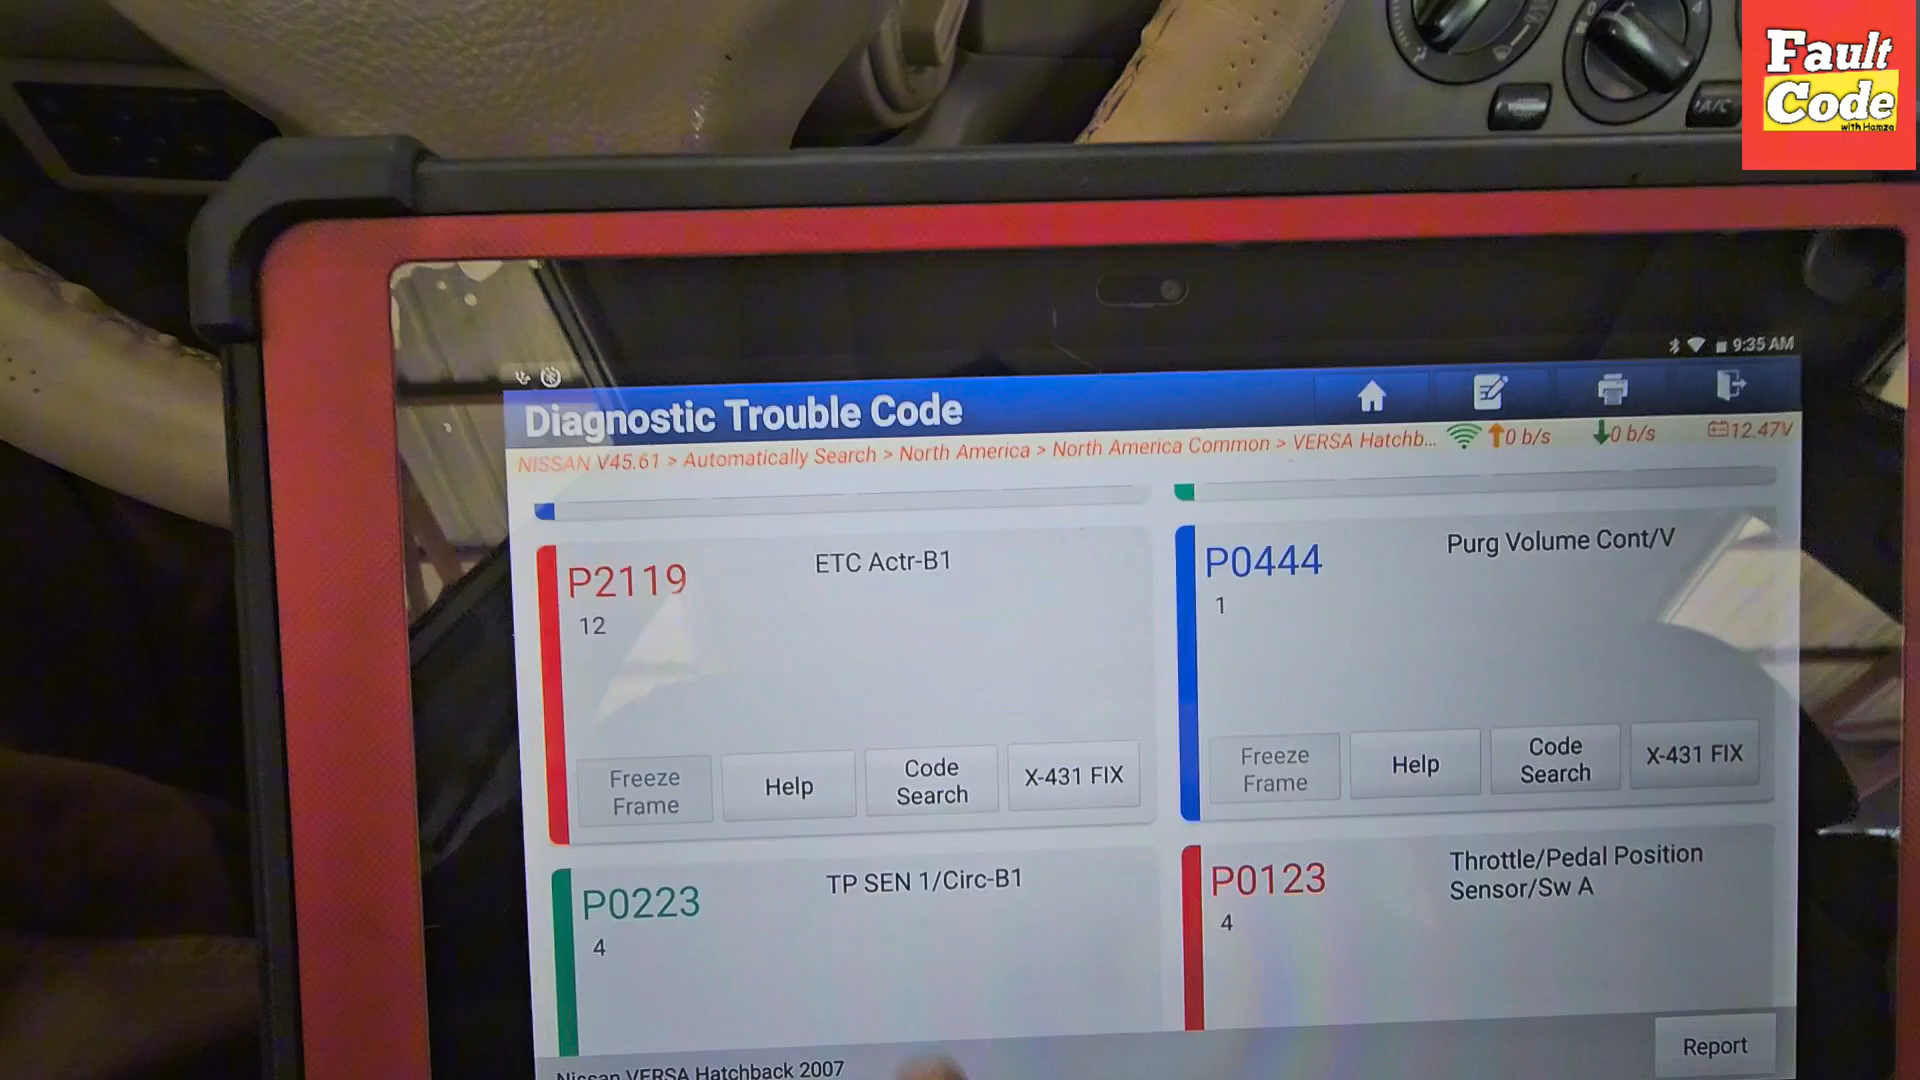 Fault
Code
with Hamza
A/C
9:35 AM
Diagnostic Trouble Code
NISSAN V45.61 > Automatically Search > North America > North America Common > VERSA Hatchb...
0 b/s
0 b/s
12.47V
P2119
ETC Actr-B1
12
Freeze
Frame
Help
Code
Search
X-431 FIX
P0444
Purg Volume Cont/V
1
Freeze
Frame
Help
Code
Search
X-431 FIX
P0223
TP SEN 1/Circ-B1
4
P0123
Throttle/Pedal Position
Sensor/Sw A
4
Nissan VERSA Hatchback 2007
Report